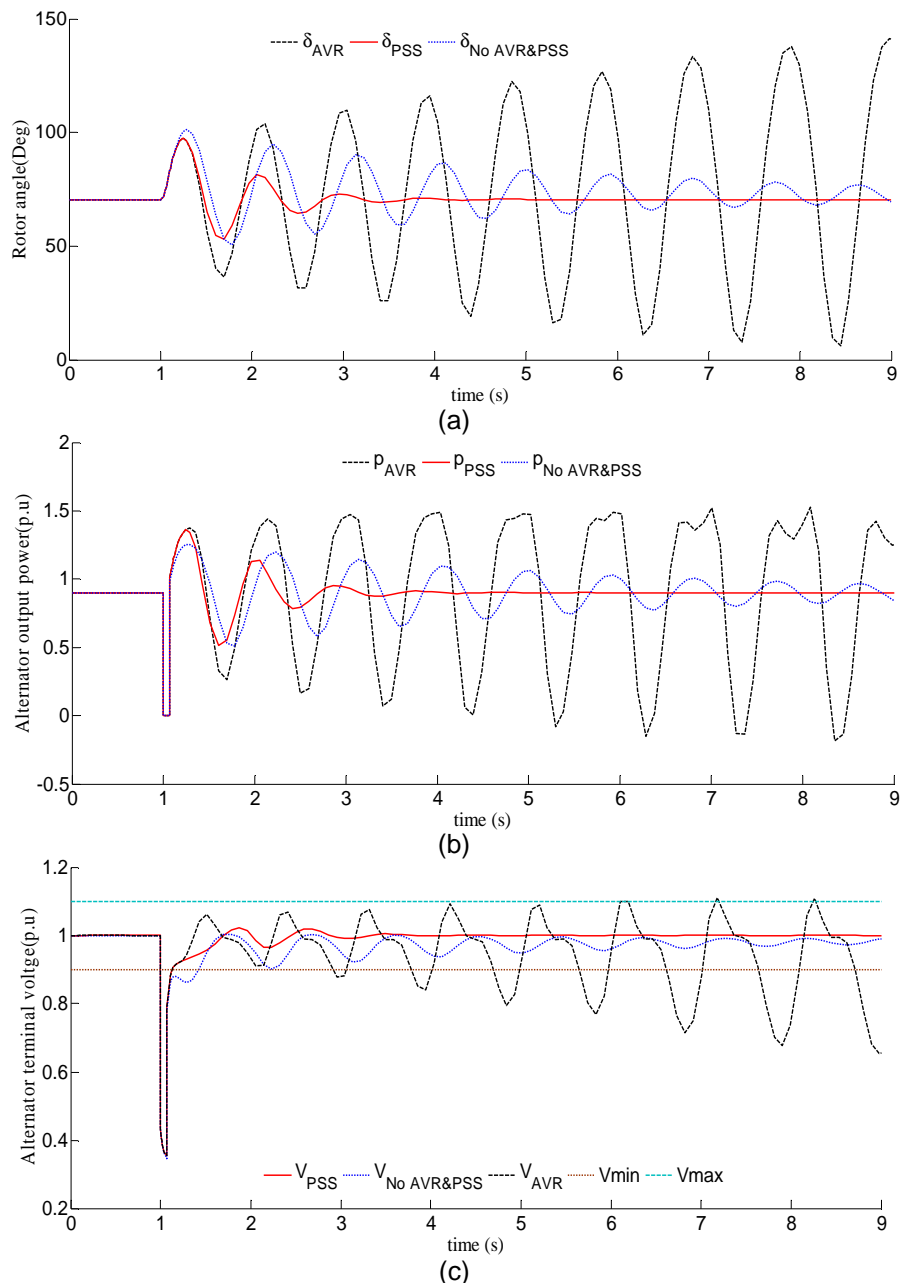 150
100
50
0
Rotor angle(Deg)
δAVR δPSS δNo AVR&PSS
0 1 2 3 4 5 6 7 8 9
time (s)
(a)
2
1.5
1
0.5
0
-0.5
Alternator output power(p.u)
pAVR pPSS pNo AVR&PSS
0 1 2 3 4 5 6 7 8 9
time (s)
(b)
1.2
1
0.8
0.6
0.4
0.2
Alternator terminal voltge(p.u)
VPSS VNo AVR&PSS VAVR Vmin Vmax
0 1 2 3 4 5 6 7 8 9
time (s)
(c)